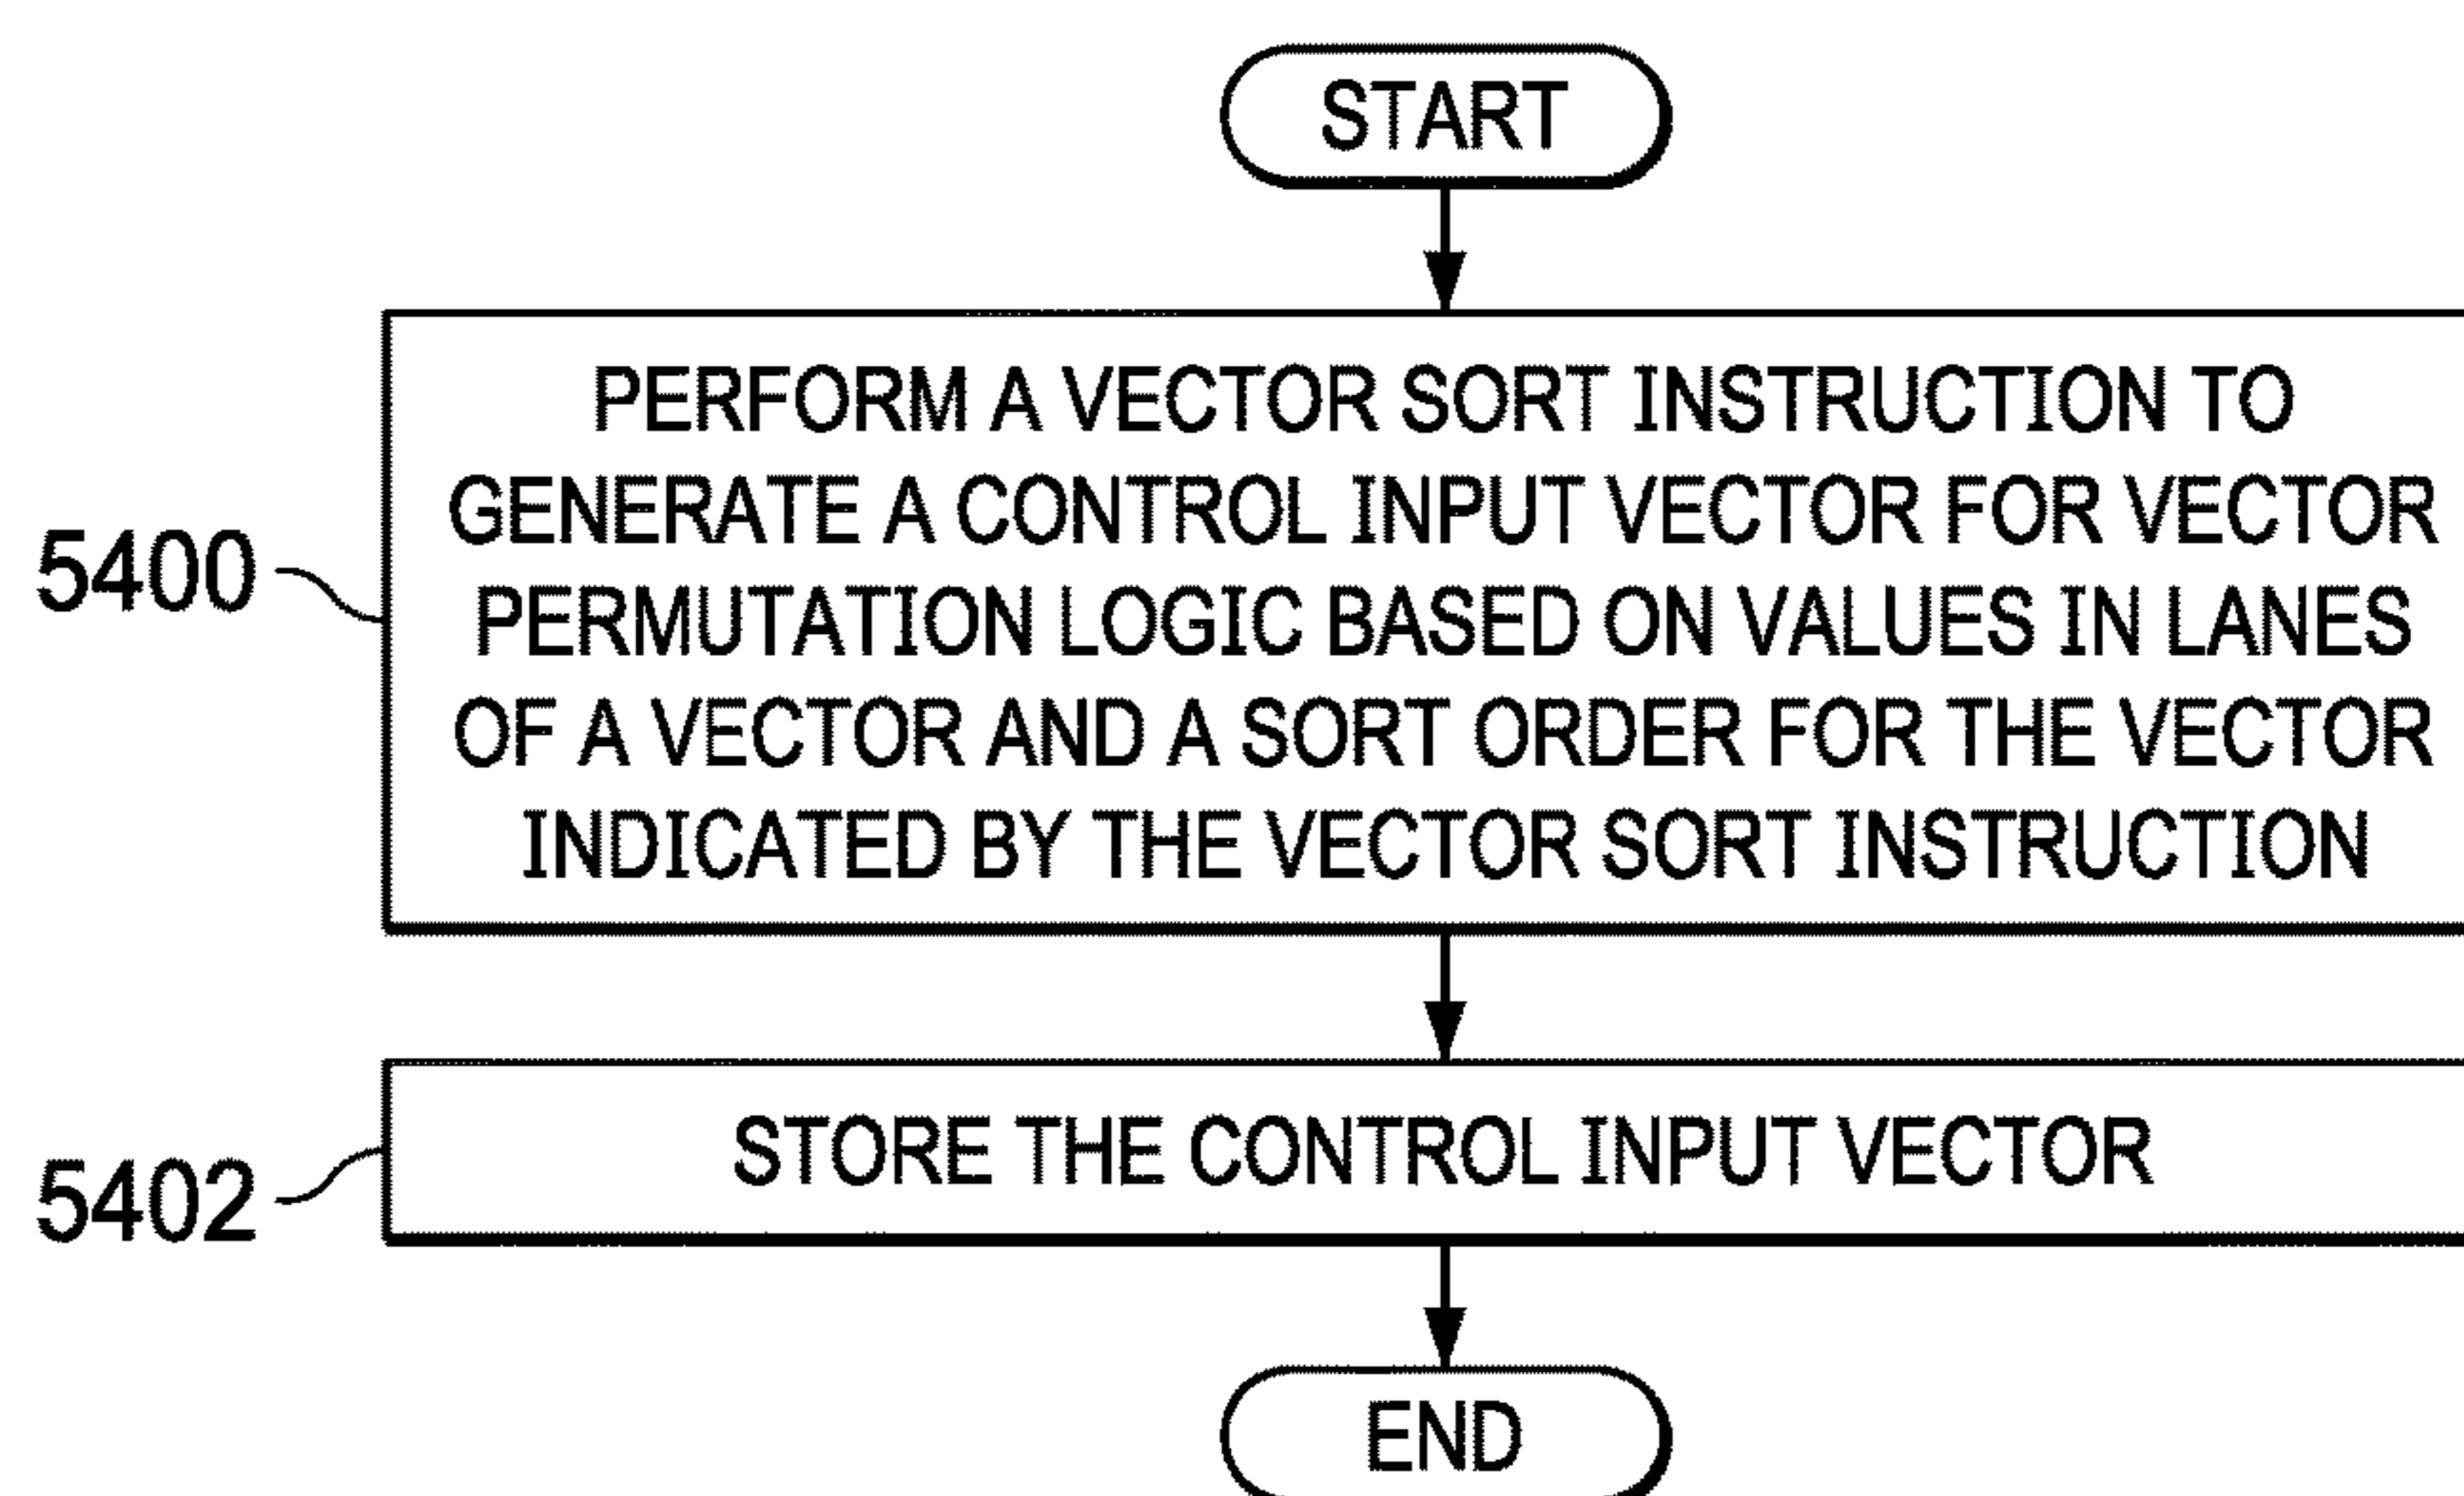 START
PERFORM A VECTOR SORT INSTRUCTION TO
GENERATE A CONTROL INPUT VECTOR FOR VECTOR
5400
PERMUTATION LOGIC BASED ON VALUES IN LANES
OF A VECTOR AND A SORT ORDER FOR THE VECTOR
INDICATED BY THE VECTOR SORT INSTRUCTION
STORE THE CONTROL INPUT VECTOR
5402
END